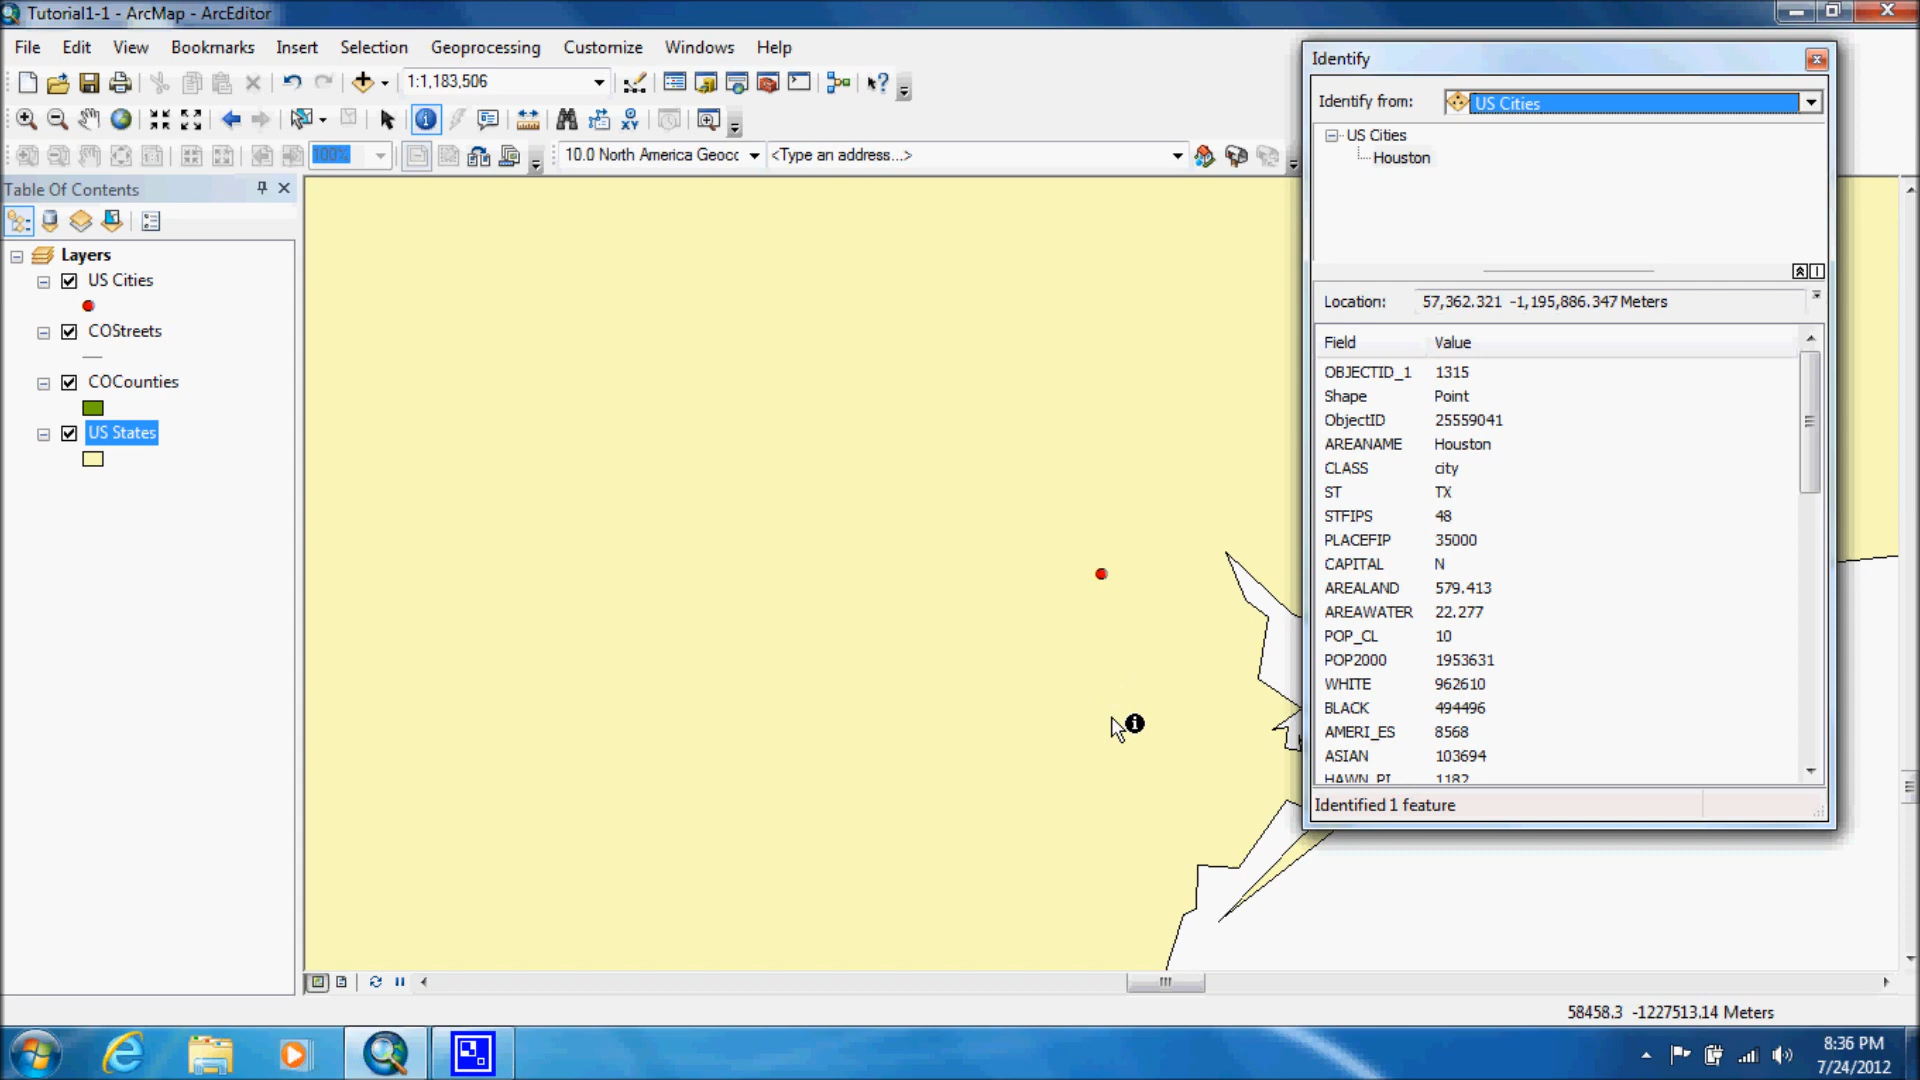 Tutorial1-1 - ArcMap - ArcEditor
File Edit View Bookmarks Insert Selection Geoprocessing Customize Windows Help
1:1,183,506
100%
10.0 North America Geocc
<Type an address...>
Table Of Contents
Layers
US Cities
COStreets
COCounties
US States
Identify
Identify from: US Cities
US Cities
Houston
Location: 57,362.321 -1,195,886.347 Meters
Field Value
OBJECTID_1 1315
Shape Point
ObjectID 25559041
AREANAME Houston
CLASS city
ST TX
STFIPS 48
PLACEFIP 35000
CAPITAL N
AREALAND 579.413
AREAWATER 22.277
POP_CL 10
POP2000 1953631
WHITE 962610
BLACK 494496
AMERI_ES 8568
ASIAN 103694
HAWN_PI 1182
Identified 1 feature
58458.3 -1227513.14 Meters
8:36 PM
7/24/2012